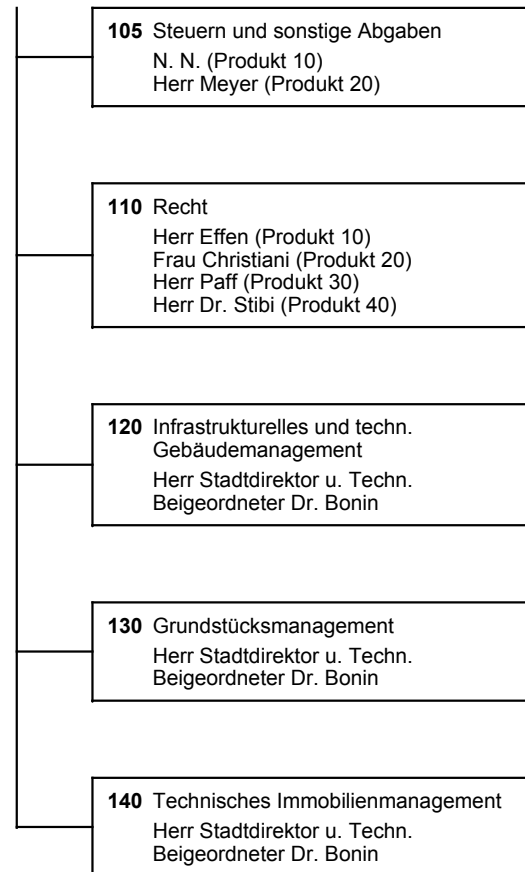 105 Steuern und sonstige Abgaben
N. N. (Produkt 10)
Herr Meyer (Produkt 20)
110 Recht
Herr Effen (Produkt 10)
Frau Christiani (Produkt 20)
Herr Paff (Produkt 30)
Herr Dr. Stibi (Produkt 40)
120 Infrastrukturelles und techn.
Gebäudemanagement
Herr Stadtdirektor u. Techn.
Beigeordneter Dr. Bonin
130 Grundstücksmanagement
Herr Stadtdirektor u. Techn.
Beigeordneter Dr. Bonin
140 Technisches Immobilienmanagement
Herr Stadtdirektor u. Techn.
Beigeordneter Dr. Bonin